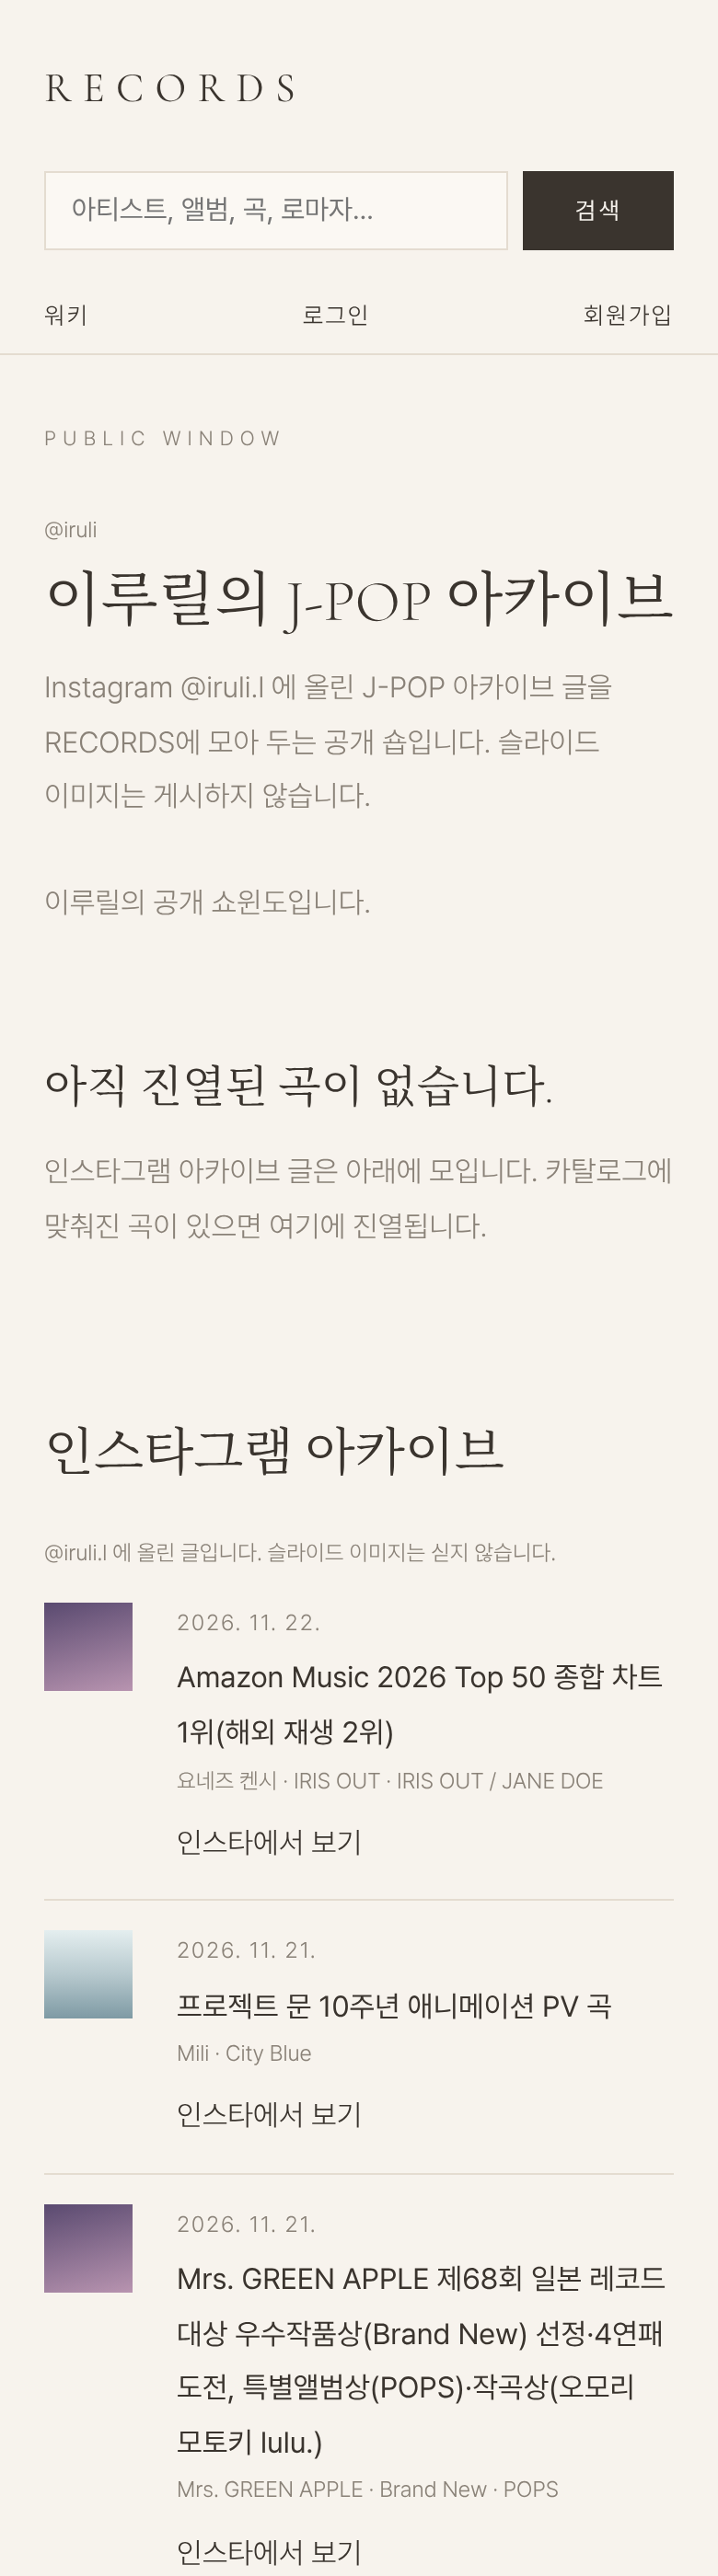 RECORDS
아티스트, 앨범, 곡, 로마자...
검색
워키
로그인
회원가입
PUBLIC WINDOW
@iruli
이루릴의 J-POP 아카이브
Instagram @iruli.l 에 올린 J-POP 아카이브 글을
RECORDS에 모아 두는 공개 숍입니다. 슬라이드
이미지는 게시하지 않습니다.
이루릴의 공개 쇼윈도입니다.
아직 진열된 곡이 없습니다.
인스타그램 아카이브 글은 아래에 모입니다. 카탈로그에
맞춰진 곡이 있으면 여기에 진열됩니다.
인스타그램 아카이브
@iruli.l 에 올린 글입니다. 슬라이드 이미지는 싣지 않습니다.
2026. 11. 22.
Amazon Music 2026 Top 50 종합 차트
1위(해외 재생 2위)
요네즈 켄시 · IRIS OUT · IRIS OUT / JANE DOE
인스타에서 보기
2026. 11. 21.
프로젝트 문 10주년 애니메이션 PV 곡
Mili · City Blue
인스타에서 보기
2026. 11. 21.
Mrs. GREEN APPLE 제68회 일본 레코드
대상 우수작품상(Brand New) 선정·4연패
도전, 특별앨범상(POPS)·작곡상(오모리
모토키 lulu.)
Mrs. GREEN APPLE · Brand New · POPS
인스타에서 보기